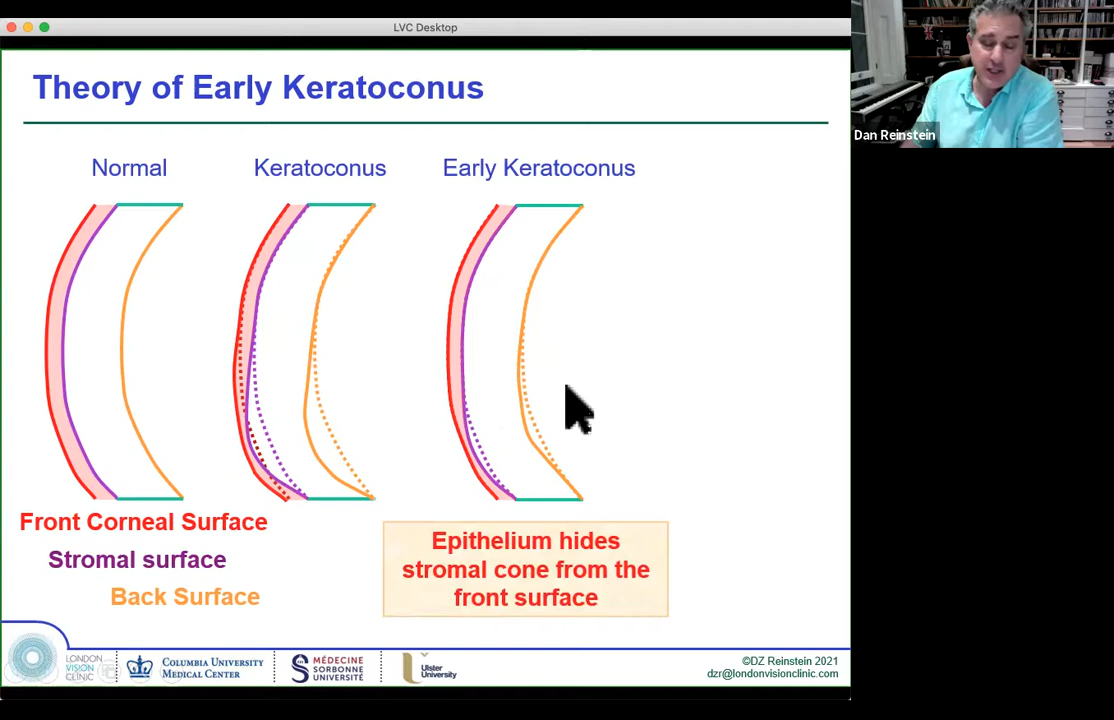 LVC Desktop
Theory of Early Keratoconus
Dan Reinstein
Normal
Keratoconus
Early Keratoconus
Front Corneal Surface
Stromal surface
Back Surface
Epithelium hides
stromal cone from the
front surface
LONDON
VISION
CLINIC
COLUMBIA UNIVERSITY
MEDICAL CENTER
S
MÉDECINE
SORBONNE
UNIVERSITÉ
Ulster
University
©DZ Reinstein 2021
dzr@londonvisionclinic.com